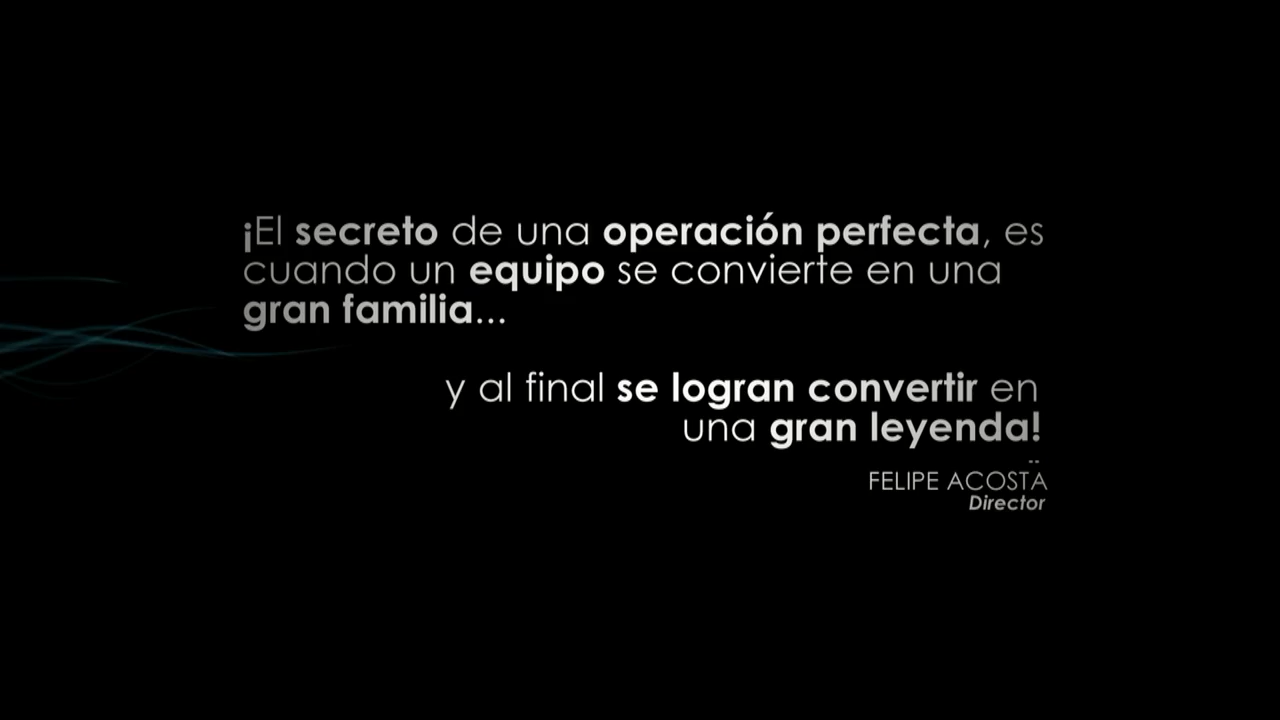 ¡El secreto de una operación perfecta, es
cuando un equipo se convierte en una
gran familia...
y al final se logran convertir en
una gran leyenda!
--
FELIPE ACOSTA
Director